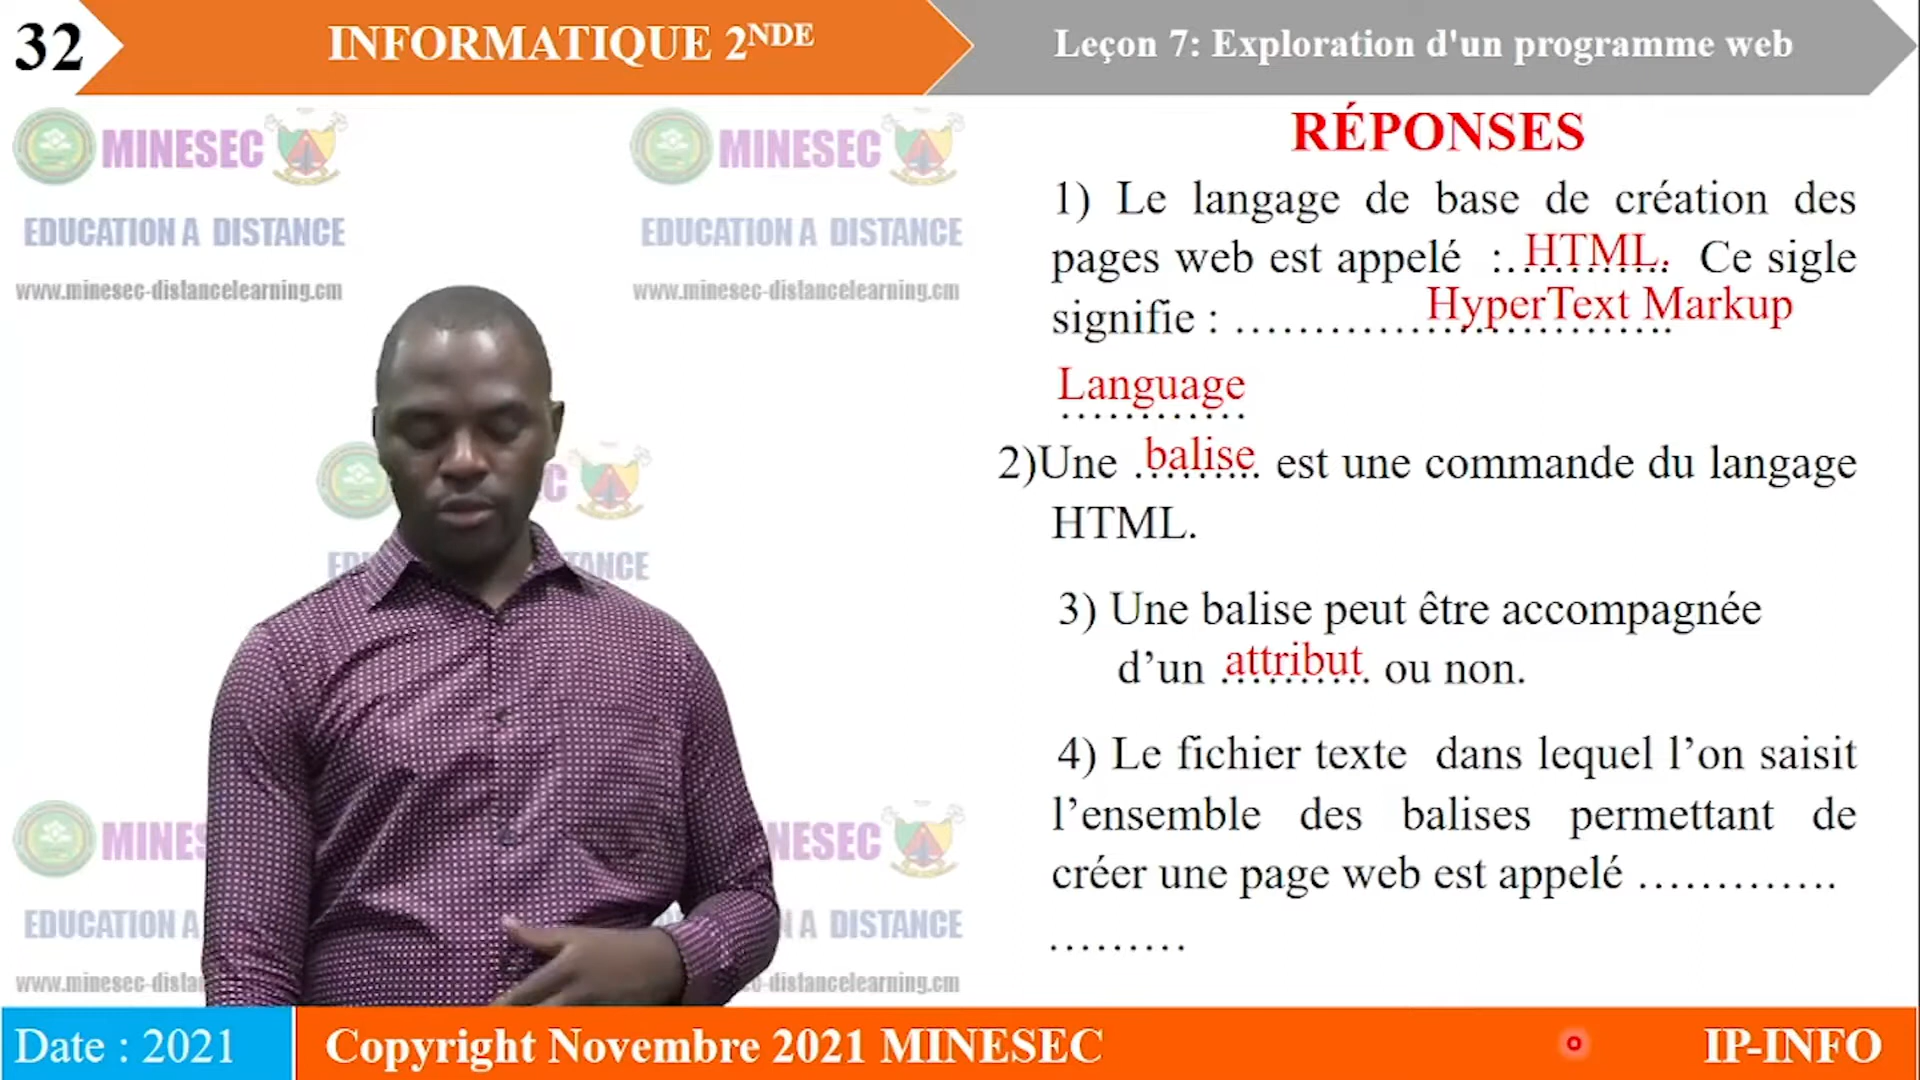 32
INFORMATIQUE 2NDE
Leçon 7: Exploration d'un programme web
MINESEC
EDUCATION A DISTANCE
www.minesec-distancelearning.cm
MINESEC
EDUCATION A DISTANCE
www.minesec-distancelearning.cm
RÉPONSES
1) Le langage de base de création des
pages web est appelé :. HTML. Ce sigle
signifie : ………………………. HyperText Markup
Language
…………
2)Une .balise.. est une commande du langage
HTML.
3) Une balise peut être accompagnée
d’un attribut ou non.
4) Le fichier texte dans lequel l’on saisit
l’ensemble des balises permettant de
créer une page web est appelé ………….
………
Date : 2021
Copyright Novembre 2021 MINESEC
IP-INFO